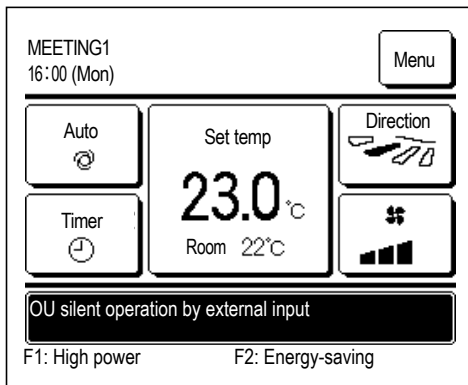 MEETING1
16:00 (Mon)
Menu
Auto
Set temp
Direction
23.0°C
Timer
Room 22°C
OU silent operation by external input
F1: High power F2: Energy-saving